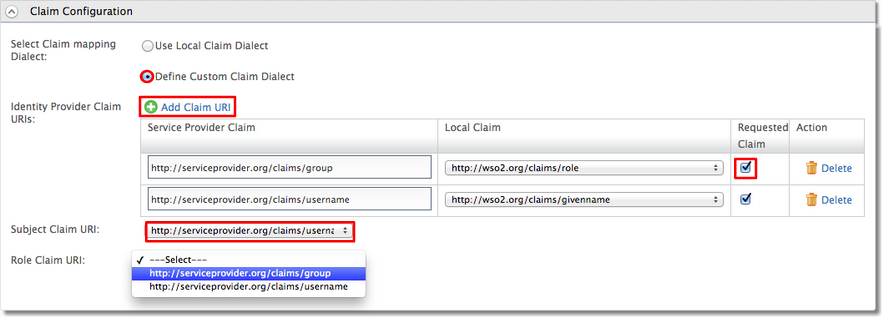 Claim Configuration
Select Claim mapping
Dialect:
Use Local Claim Dialect
Define Custom Claim Dialect
Identity Provider Claim
URIs:
Add Claim URI
Service Provider Claim
Local Claim
Requested
Claim
Action
http://serviceprovider.org/claims/group
http://wso2.org/claims/role
Delete
http://serviceprovider.org/claims/username
http://wso2.org/claims/givenname
Delete
Subject Claim URI:
http://serviceprovider.org/claims/userna
Role Claim URI:
---Select---
http://serviceprovider.org/claims/group
http://serviceprovider.org/claims/username